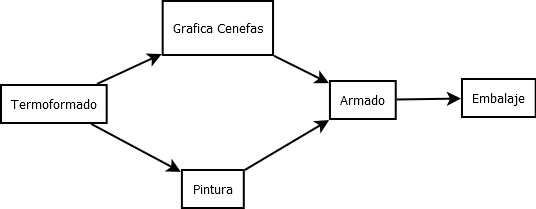 Grafica Cenefas
Termoformado
Armado
Embalaje
Pintura